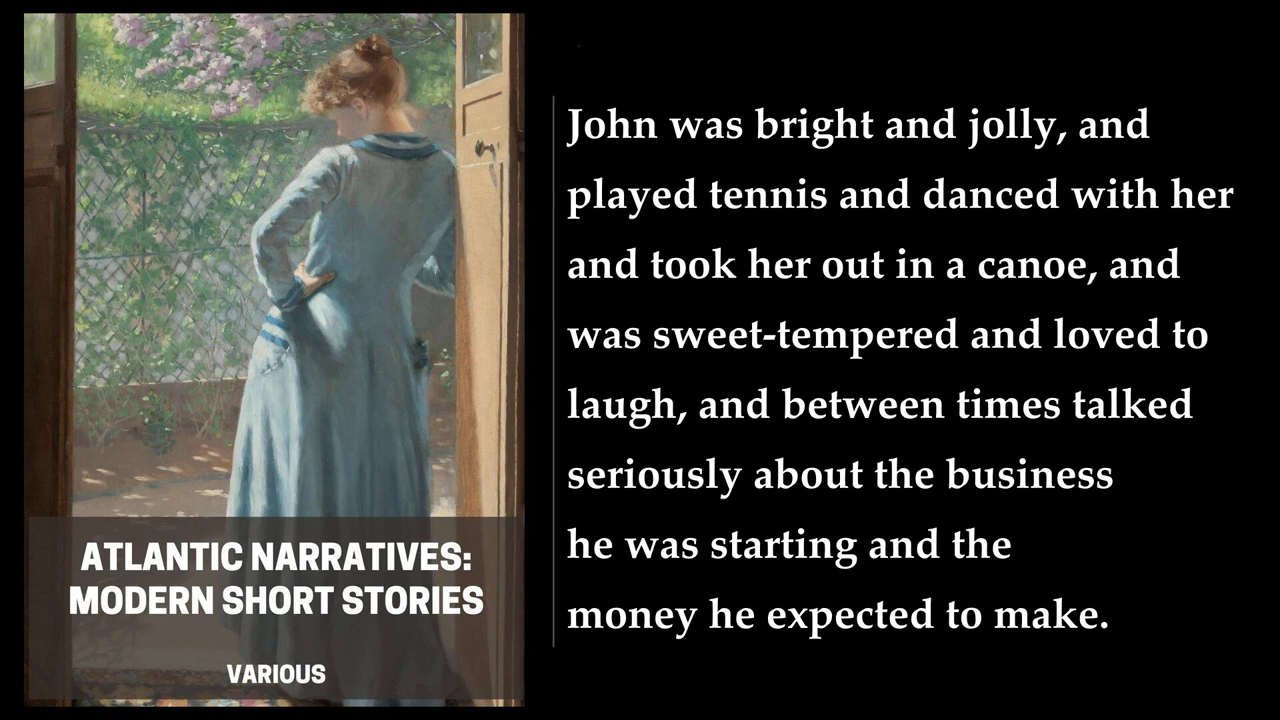 ATLANTIC NARRATIVES:
MODERN SHORT STORIES
VARIOUS
John was bright and jolly, and
played tennis and danced with her
and took her out in a canoe, and
was sweet-tempered and loved to
laugh, and between times talked
seriously about the business
he was starting and the
money he expected to make.